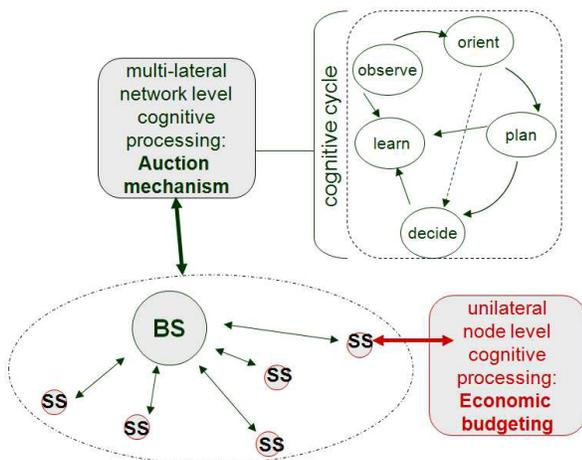 multi-lateral
network level
cognitive
processing:
Auction
mechanism
cognitive cycle
observe
orient
learn
plan
decide
BS
SS
SS
SS
SS
SS
unilateral
node level
cognitive
processing:
Economic
budgeting